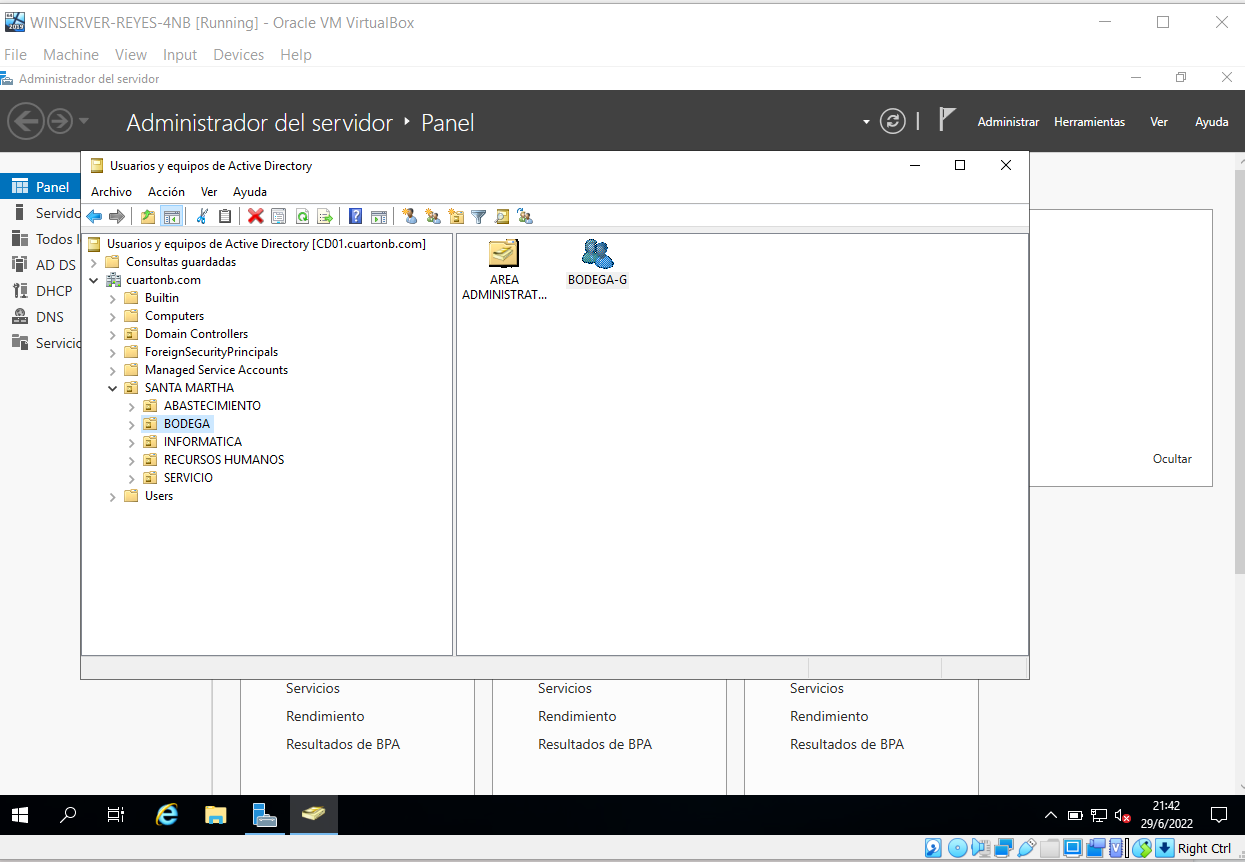 WINSERVER-REYES-4NB [Running] - Oracle VM VirtualBox
File Machine View Input Devices Help
Administrador del servidor
Administrador del servidor Panel
Administrar Herramientas Ver Ayuda
Panel
Servido
Todos l
AD DS
DHCP
DNS
Servicio
Usuarios y equipos de Active Directory
Archivo Acción Ver Ayuda
Usuarios y equipos de Active Directory [CD01.cuartonb.com]
Consultas guardadas
cuartonb.com
Builtin
Computers
Domain Controllers
ForeignSecurityPrincipals
Managed Service Accounts
SANTA MARTHA
ABASTECIMIENTO
BODEGA
INFORMATICA
RECURSOS HUMANOS
SERVICIO
Users
AREA
ADMINISTRAT...
BODEGA-G
Ocultar
Servicios Servicios Servicios
Rendimiento Rendimiento Rendimiento
Resultados de BPA Resultados de BPA Resultados de BPA
21:42
29/6/2022
Right Ctrl